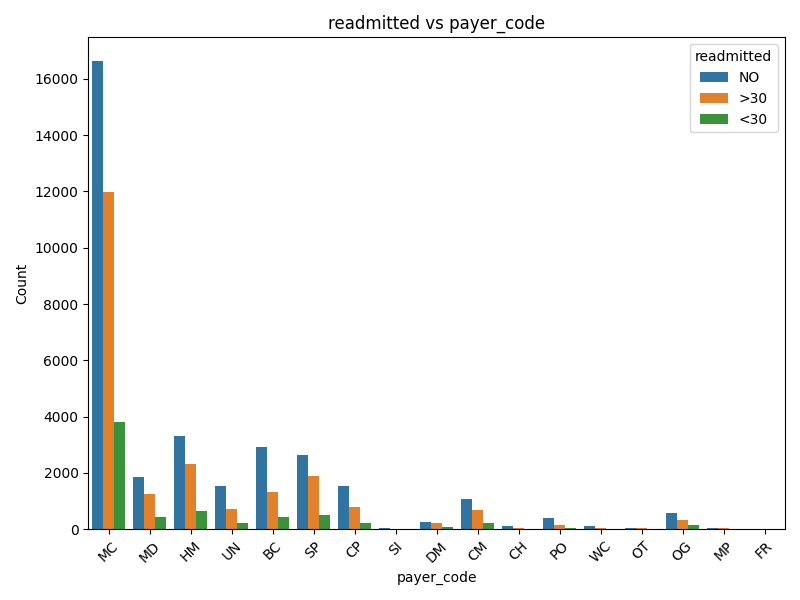 readmitted vs payer_code
readmitted
NO
>30
<30
16000
14000
12000
10000
8000
6000
4000
2000
0
Count
MC MD HM UN BC SP CP SI DM CM CH PO WC OT OG MP FR
payer_code